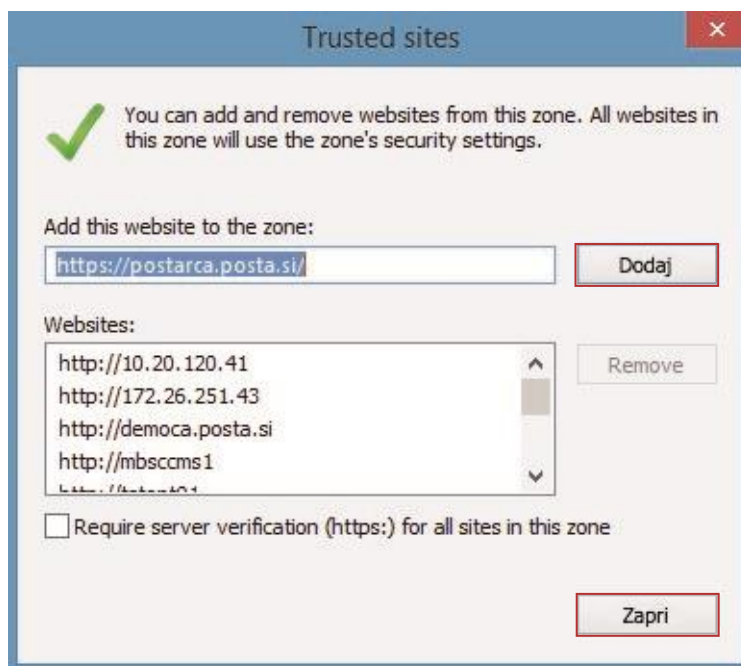 Trusted sites
You can add and remove websites from this zone. All websites in
this zone will use the zone's security settings.
Add this website to the zone:
https://postarca.posta.si/
Dodaj
Websites:
http://10.20.120.41
http://172.26.251.43
http://democa.posta.si
http://mbsccms1
Remove
Require server verification (https:) for all sites in this zone
Zapri